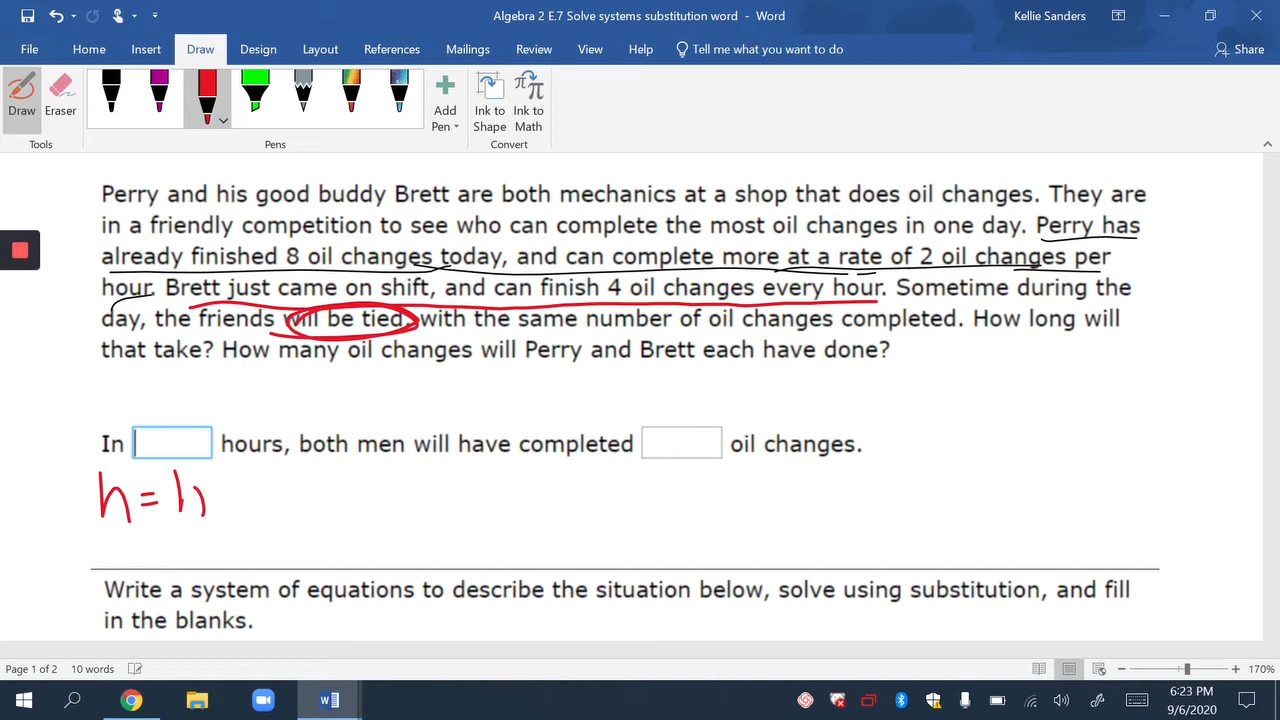 Algebra 2 E.7 Solve systems substitution word - Word
Kellie Sanders
File Home Insert Draw Design Layout References Mailings Review View Help Tell me what you want to do Share
Draw Eraser Add Pen Ink to Shape Ink to Math
Tools Pens Convert
Perry and his good buddy Brett are both mechanics at a shop that does oil changes. They are
in a friendly competition to see who can complete the most oil changes in one day. Perry has
already finished 8 oil changes today, and can complete more at a rate of 2 oil changes per
hour. Brett just came on shift, and can finish 4 oil changes every hour. Sometime during the
day, the friends will be tied, with the same number of oil changes completed. How long will
that take? How many oil changes will Perry and Brett each have done?
In hours, both men will have completed oil changes.
h =
Write a system of equations to describe the situation below, solve using substitution, and fill
in the blanks.
Page 1 of 2 10 words 170%
6:23 PM
9/6/2020